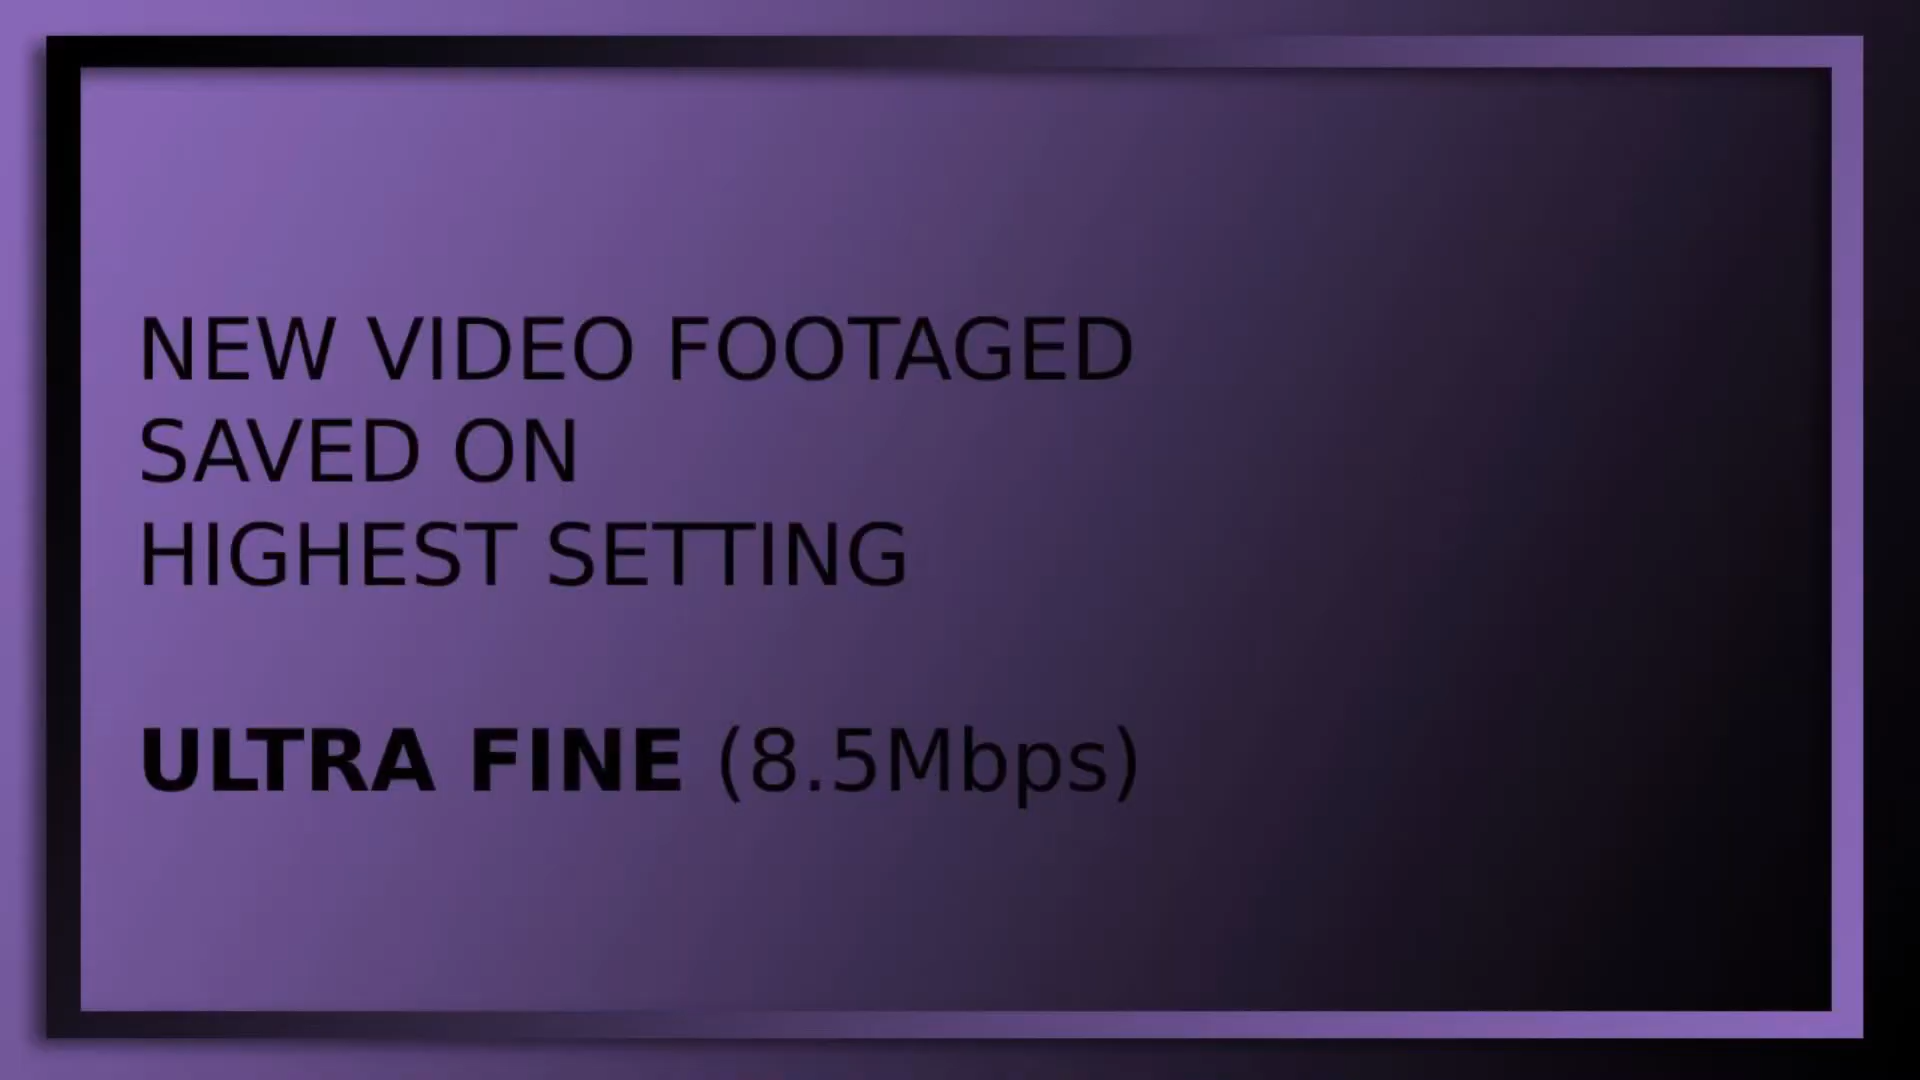 NEW VIDEO FOOTAGED
SAVED ON
HIGHEST SETTING
ULTRA FINE (8.5Mbps)